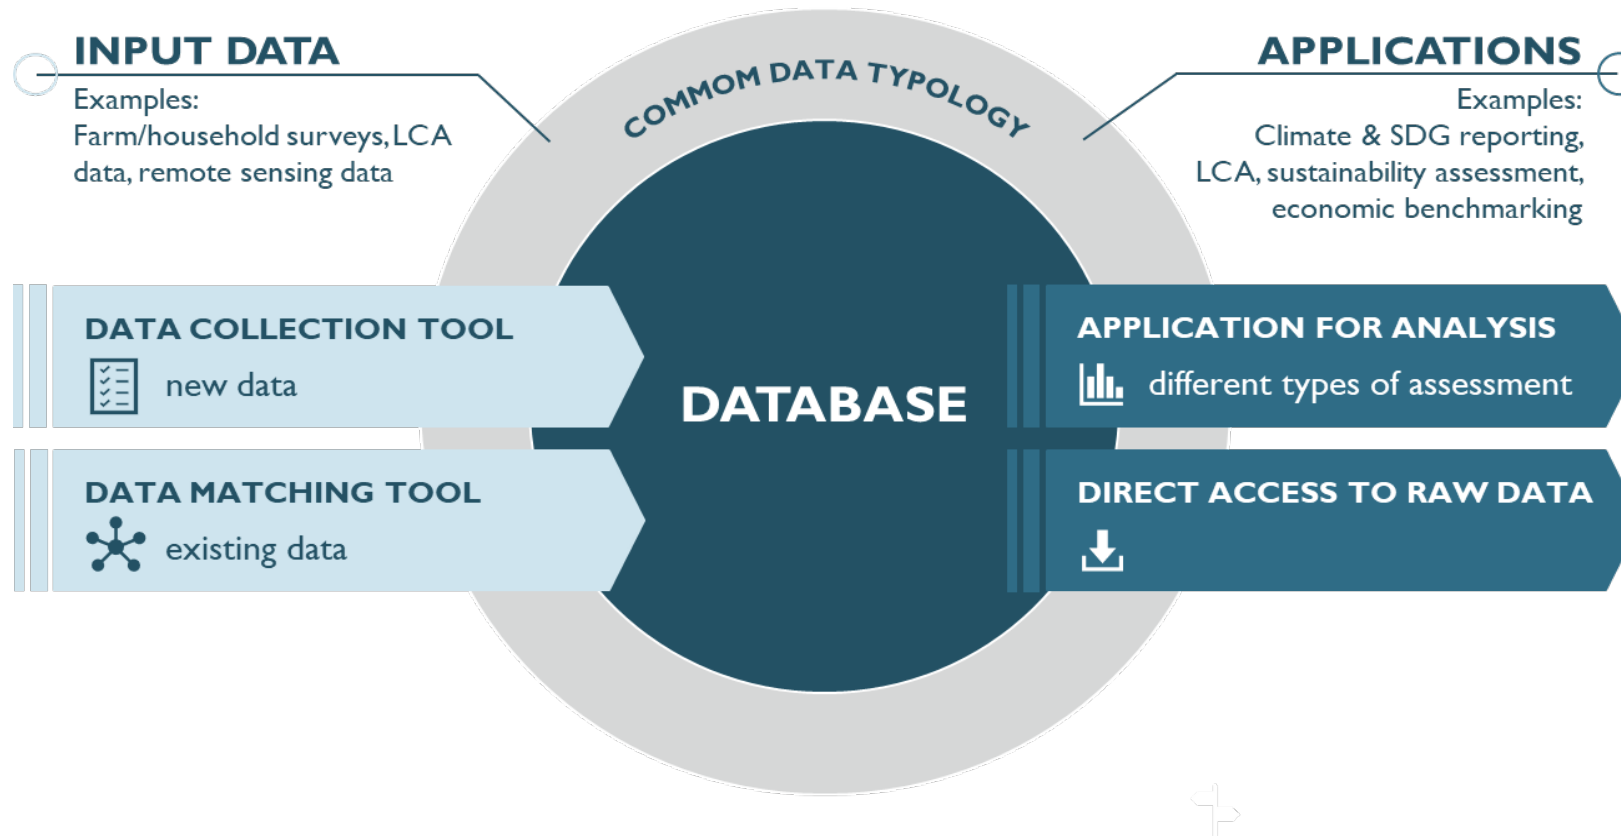 INPUT DATA
Examples:
Farm/household surveys, LCA
data, remote sensing data
COMMOM DATA TYPOLOGY
APPLICATIONS
Examples:
Climate & SDG reporting,
LCA, sustainability assessment,
economic benchmarking
DATA COLLECTION TOOL
new data
DATA MATCHING TOOL
existing data
DATABASE
APPLICATION FOR ANALYSIS
different types of assessment
DIRECT ACCESS TO RAW DATA